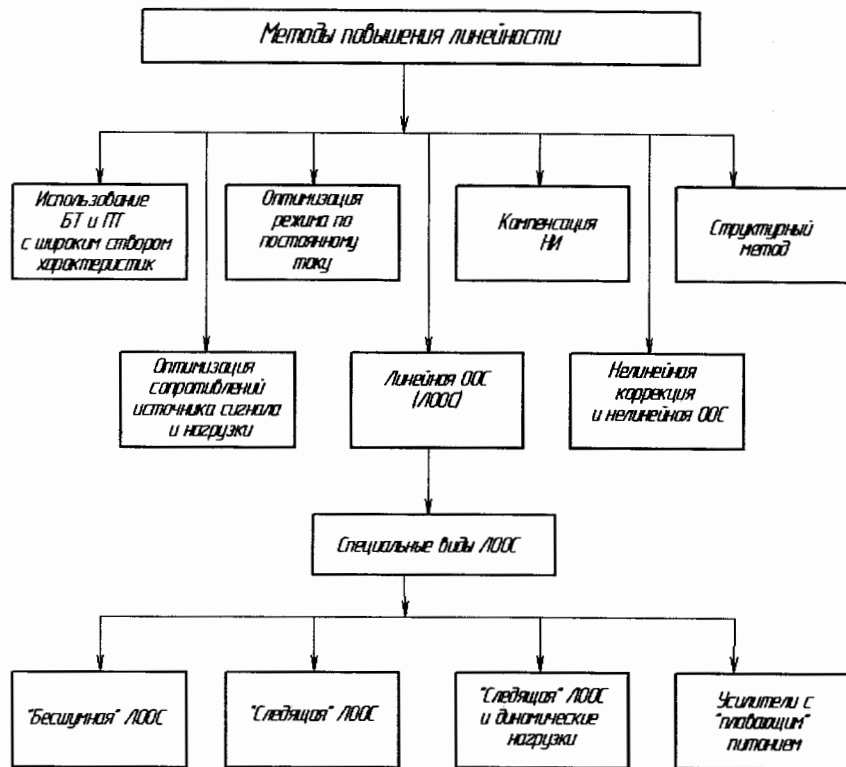 Методы повышения линейности
Использование
БТ и ПТ
с широким створом
характеристик
Оптимизация
режима по
постоянному
току
Компенсация
НИ
Структурный
метод
Оптимизация
сопротивлений
источника сигнала
и нагрузки
Линейная ООС
(ЛООС)
Нелинейная
коррекция
и нелинейная ООС
Специальные виды ЛООС
"Бесшумная" ЛООС
"Следящая" ЛООС
"Следящая" ЛООС
и динамические
нагрузки
Усилители с
"плавающим"
питанием